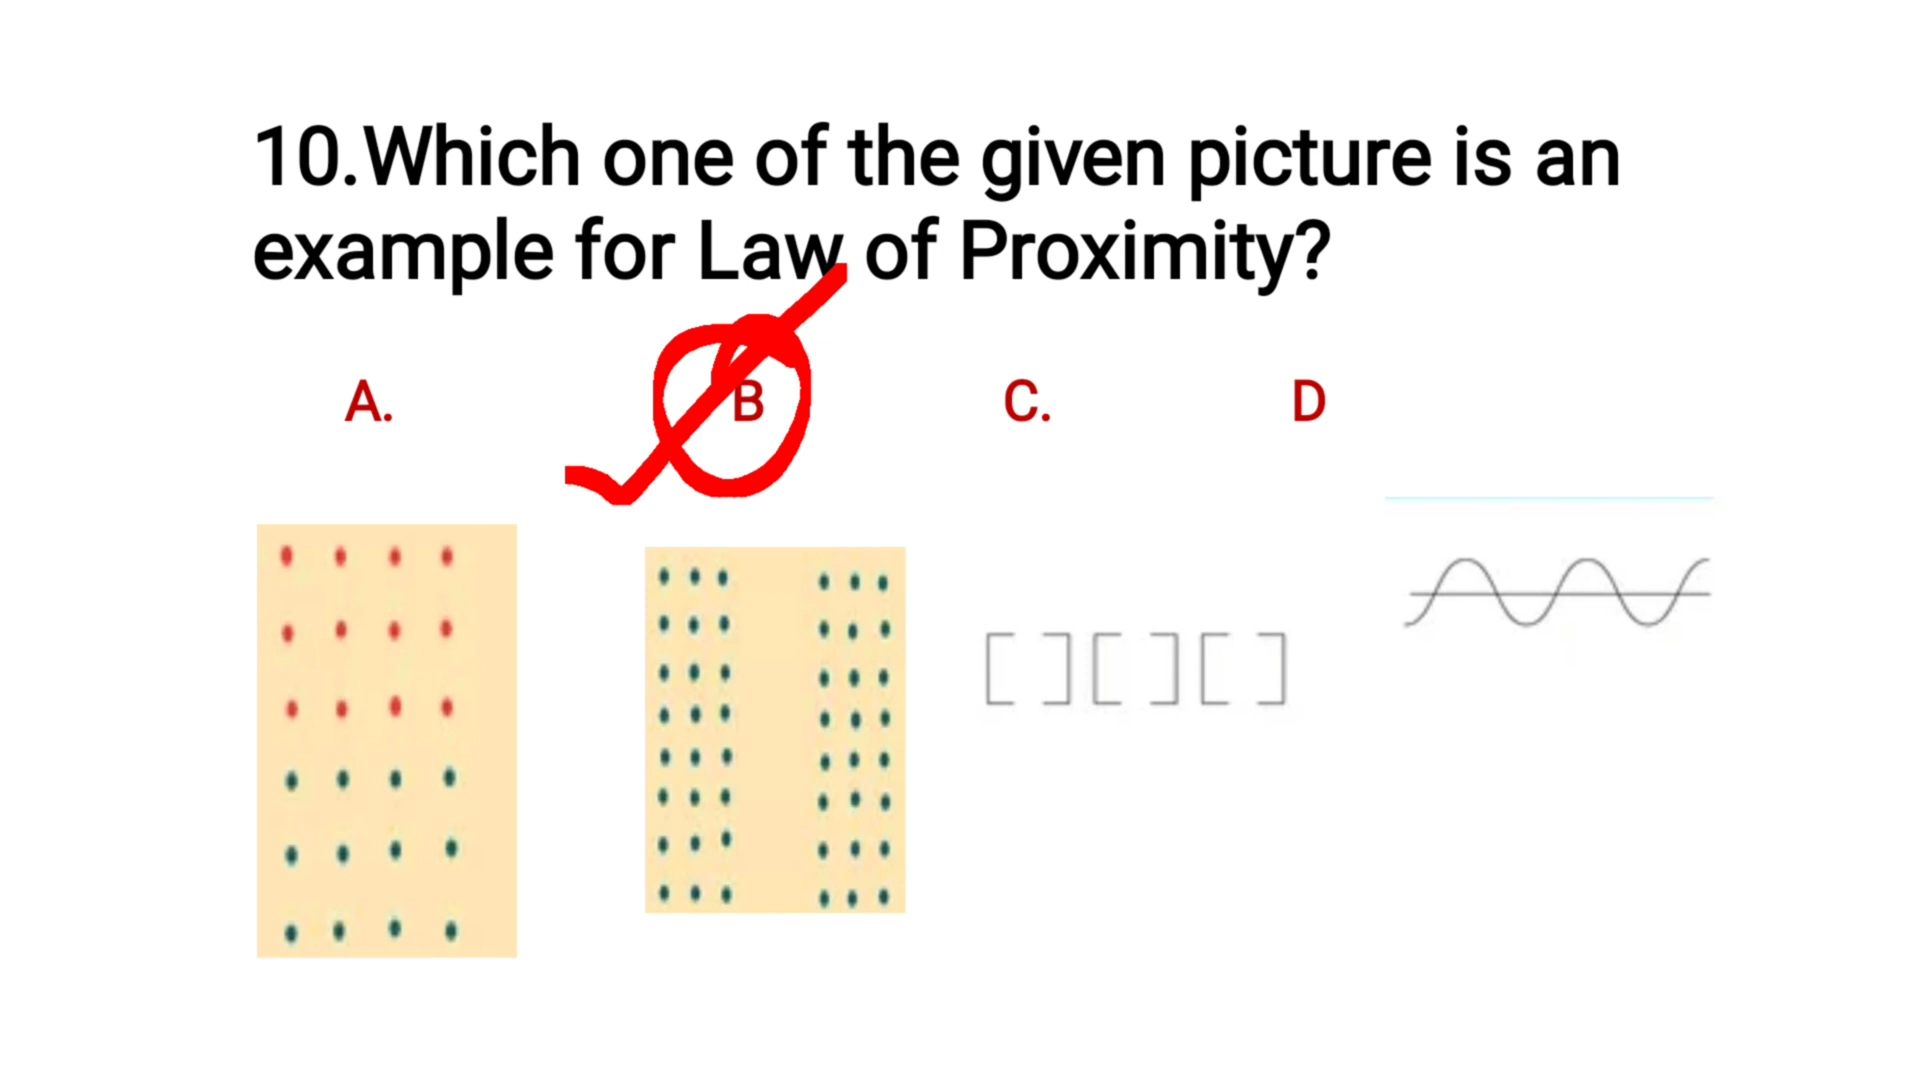 10.Which one of the given picture is an
example for Law of Proximity?
A. B C. D